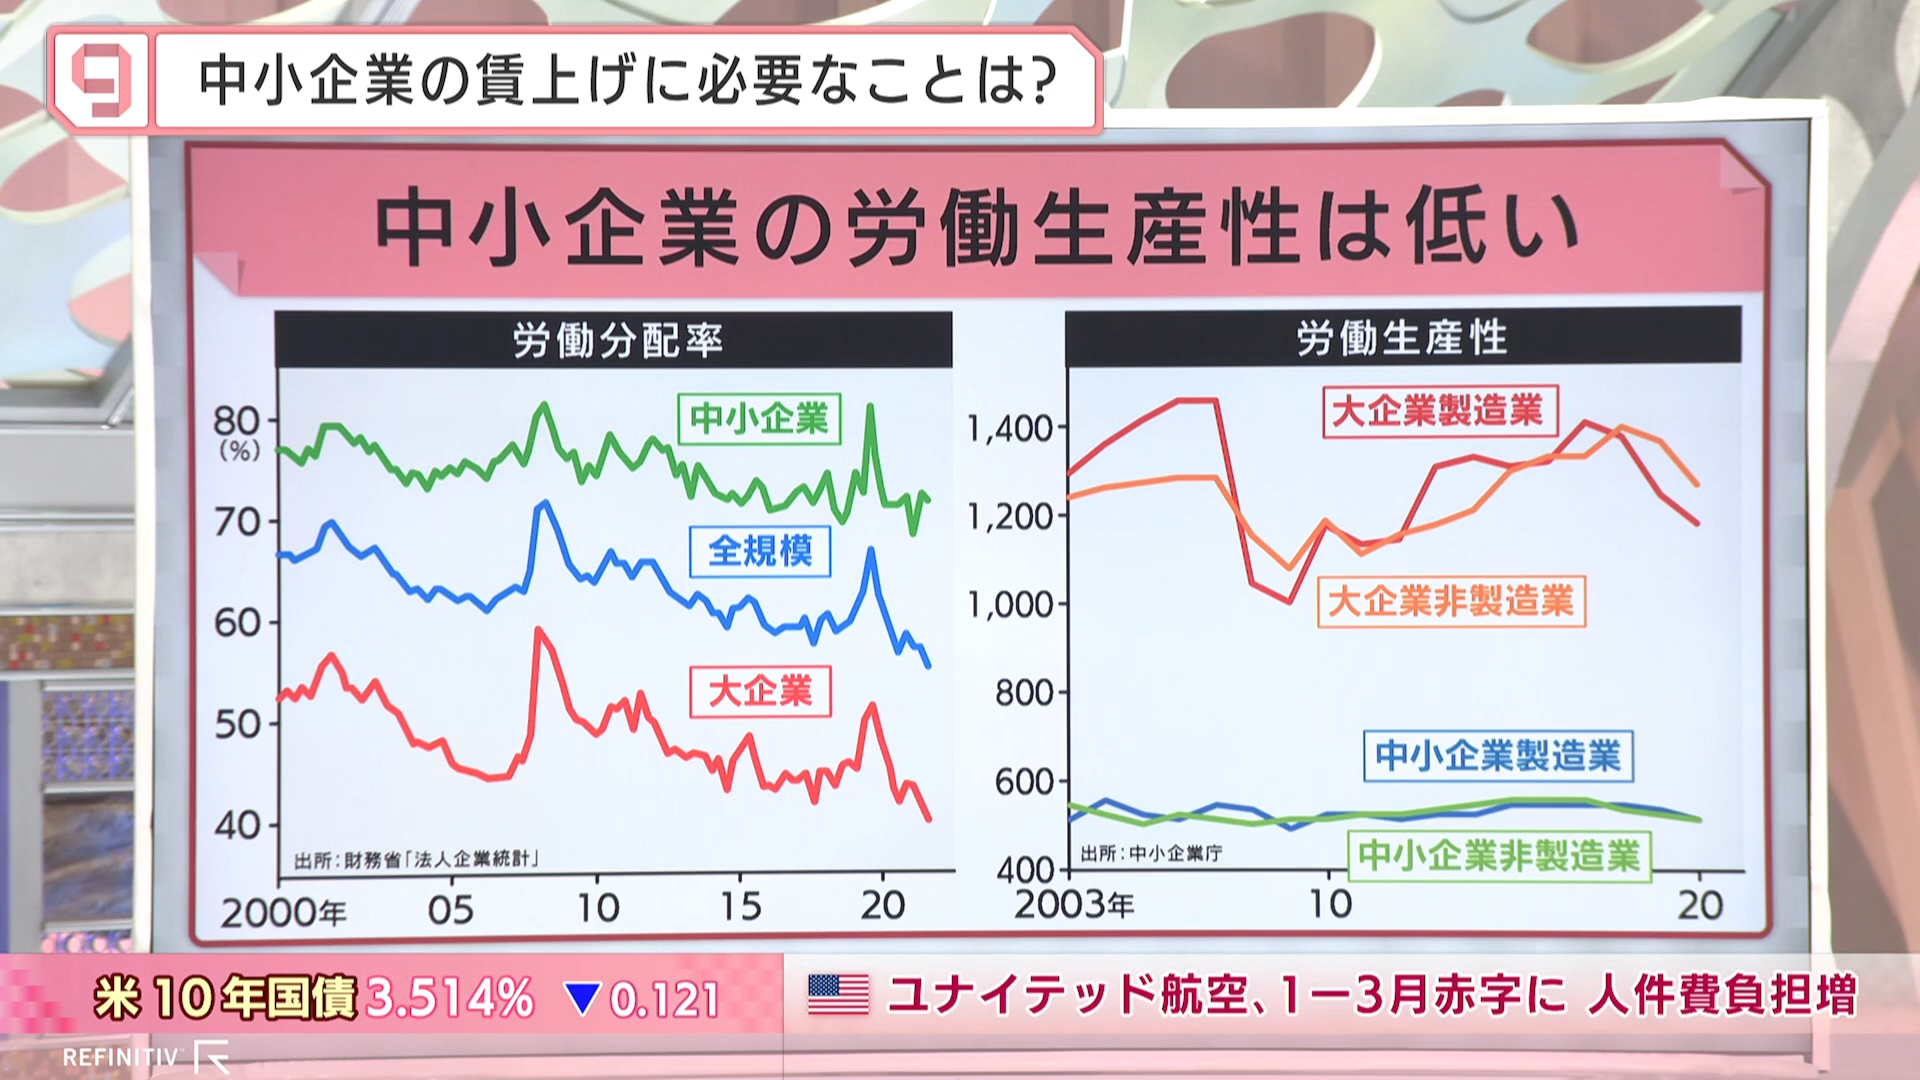 中小企業の賃上げに必要なことは?
中小企業の労働生産性は低い
労働分配率
80
(%)
70
60
50
40
中小企業
全規模
大企業
出所:財務省「法人企業統計」
2000年 05 10 15 20
労働生産性
1,400
1,200
1,000
800
600
400
大企業製造業
大企業非製造業
中小企業製造業
中小企業非製造業
出所:中小企業庁
2003年 10 20
米10年国債 3.514% ▼0.121
ユナイテッド航空、1ー3月赤字に 人件費負担増
REFINITIV